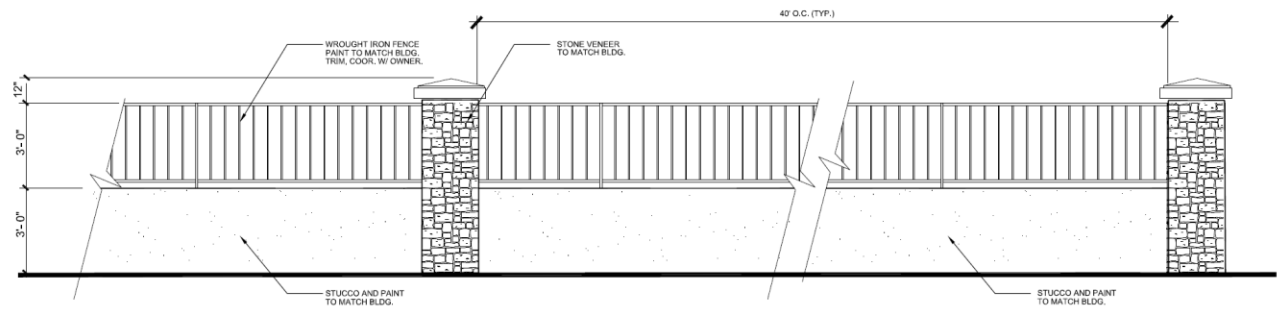 40' O.C. (TYP.)
WROUGHT IRON FENCE
PAINT TO MATCH BLDG.
TRIM, COOR. W/ OWNER.
STONE VENEER
TO MATCH BLDG.
12"
3'- 0"
3'- 0"
STUCCO AND PAINT
TO MATCH BLDG.
STUCCO AND PAINT
TO MATCH BLDG.